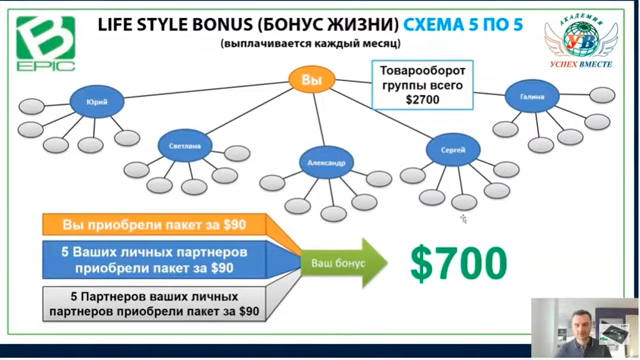 LIFE STYLE BONUS (БОНУС ЖИЗНИ) СХЕМА 5 ПО 5
(выплачивается каждый месяц)
B
EPIC
АКАДЕМИЯ
УВ
УСПЕХ ВМЕСТЕ
Вы
Товарооборот
группы всего
$2700
Юрий
Галина
Светлана
Александр
Сергей
Вы приобрели пакет за $90
5 Ваших личных партнеров
приобрели пакет за $90
5 Партнеров ваших личных
партнеров приобрели пакет за $90
Ваш бонус
$700